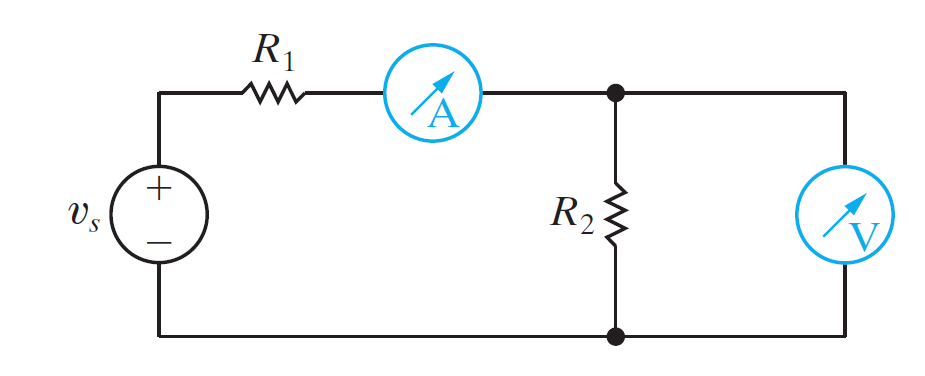 R1
A
+
vs
−
R2
V